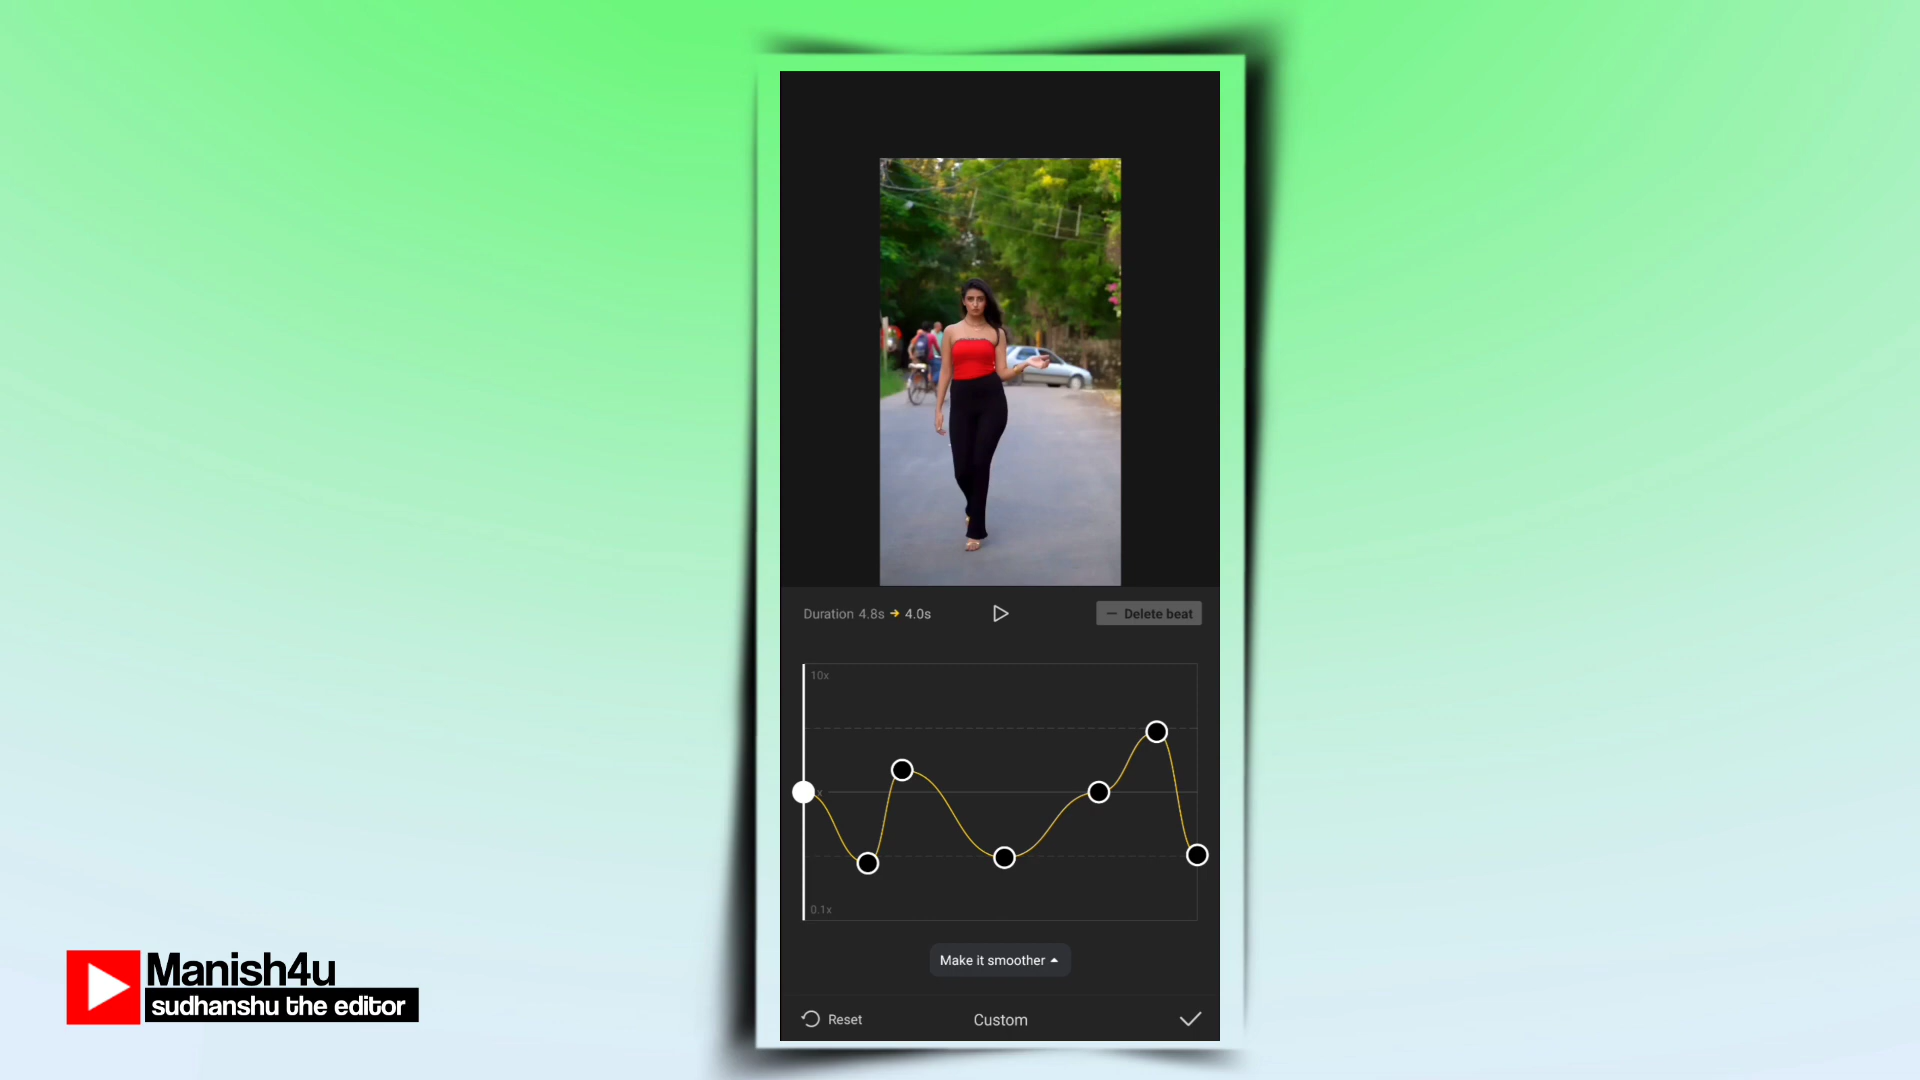 Duration 4.8s → 4.0s
— Delete beat
10x
x
0.1x
Make it smoother
Reset
Custom
Manish4u
sudhanshu the editor